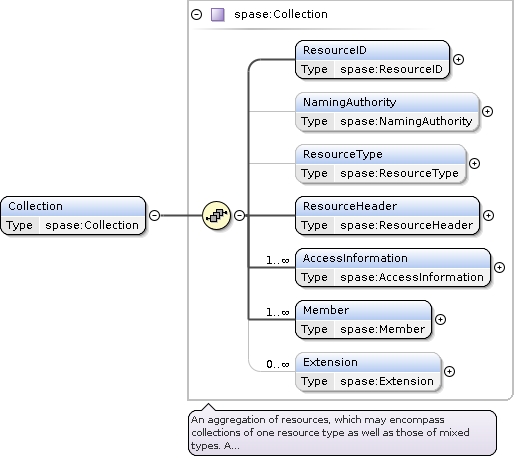 spase:Collection
ResourceID
Type spase:ResourceID
NamingAuthority
Type spase:NamingAuthority
ResourceType
Type spase:ResourceType
Collection
Type spase:Collection
ResourceHeader
Type spase:ResourceHeader
1..∞
AccessInformation
Type spase:AccessInformation
1..∞
Member
Type spase:Member
0..∞
Extension
Type spase:Extension
An aggregation of resources, which may encompass
collections of one resource type as well as those of mixed
types. A...